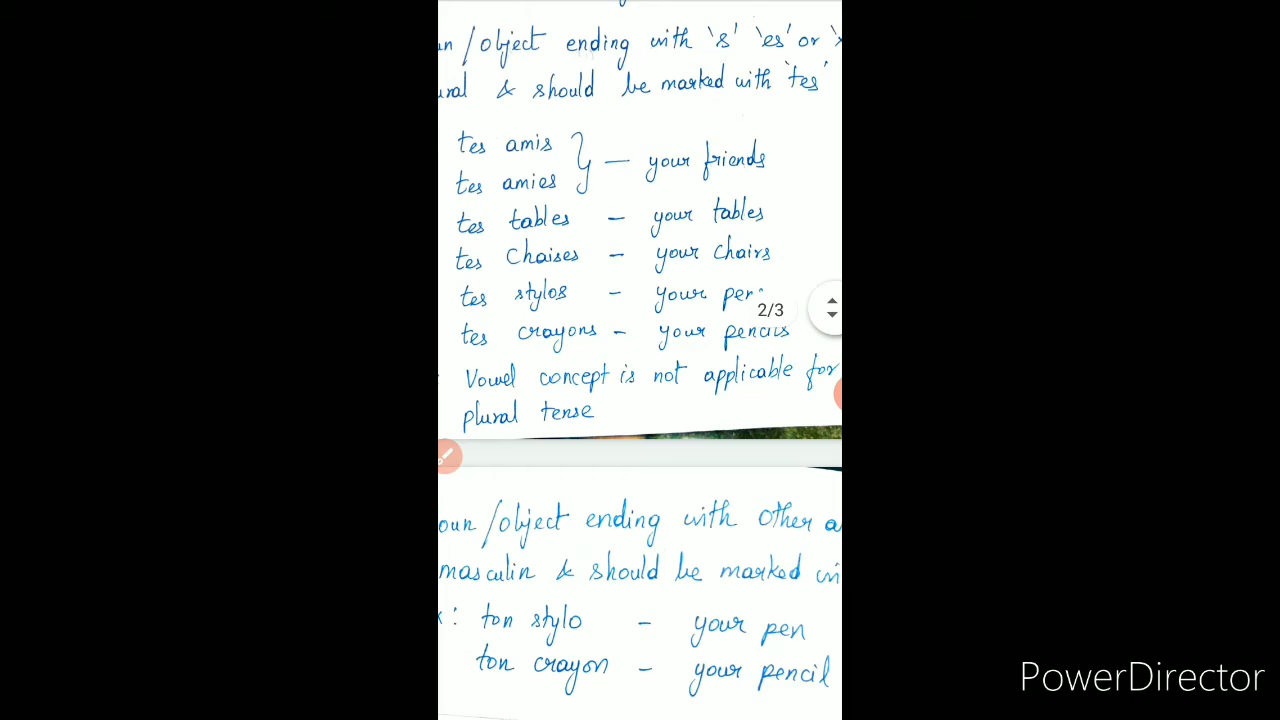 un / object ending with 's' 'es' or 'x
ural & should be marked with 'tes'
tes amis
tes amies } — your friends
tes tables - your tables
tes Chaises - your chairs
tes stylos - your pens
2/3
tes crayons - your pencils
Vowel concept is not applicable for
plural tense
oun / object ending with other a
masculin & should be marked wi
x: ton stylo - your pen
ton crayon - your pencil
PowerDirector